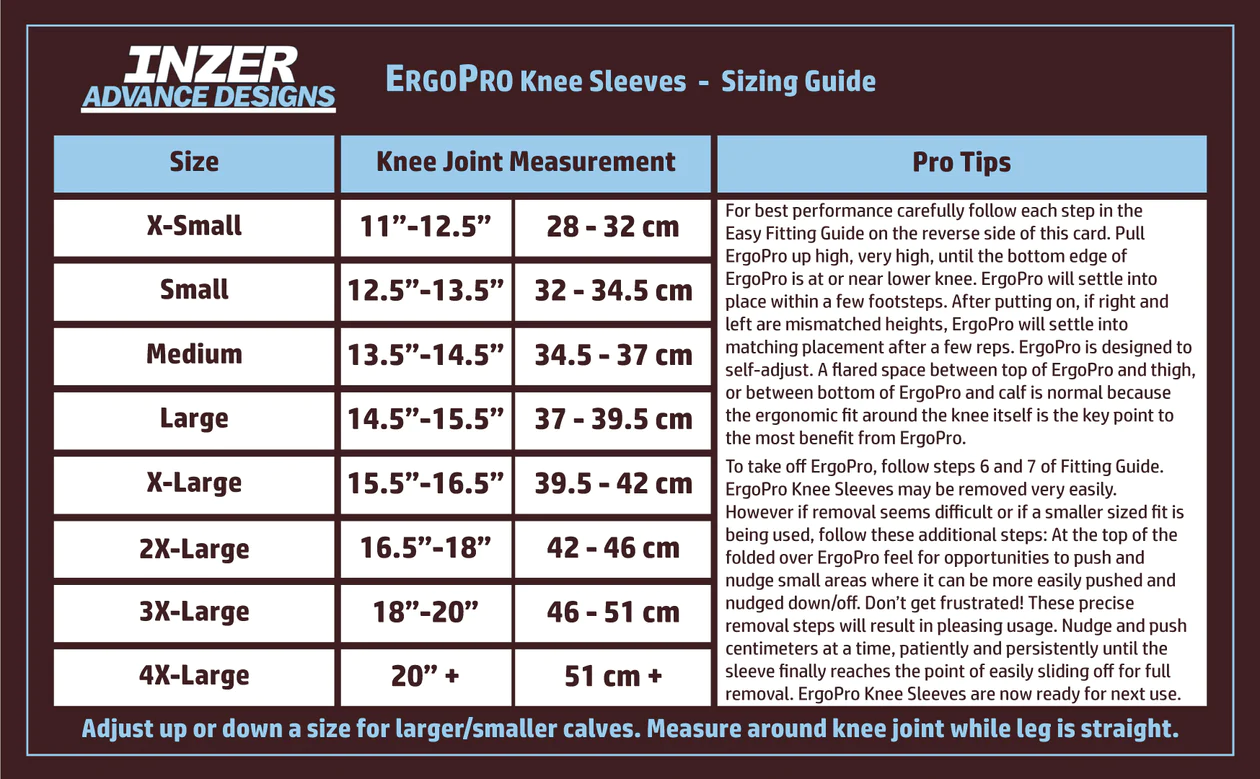 INZER
ADVANCE DESIGNS
ErgoPro Knee Sleeves - Sizing Guide
Size
Knee Joint Measurement
Pro Tips
X-Small
11”-12.5”
28 - 32 cm
Small
12.5”-13.5”
32 - 34.5 cm
Medium
13.5”-14.5”
34.5 - 37 cm
Large
14.5”-15.5”
37 - 39.5 cm
X-Large
15.5”-16.5”
39.5 - 42 cm
2X-Large
16.5”-18”
42 - 46 cm
3X-Large
18”-20”
46 - 51 cm
4X-Large
20” +
51 cm +
For best performance carefully follow each step in the
Easy Fitting Guide on the reverse side of this card. Pull
ErgoPro up high, very high, until the bottom edge of
ErgoPro is at or near lower knee. ErgoPro will settle into
place within a few footsteps. After putting on, if right and
left are mismatched heights, ErgoPro will settle into
matching placement after a few reps. ErgoPro is designed to
self-adjust. A flared space between top of ErgoPro and thigh,
or between bottom of ErgoPro and calf is normal because
the ergonomic fit around the knee itself is the key point to
the most benefit from ErgoPro.
To take off ErgoPro, follow steps 6 and 7 of Fitting Guide.
ErgoPro Knee Sleeves may be removed very easily.
However if removal seems difficult or if a smaller sized fit is
being used, follow these additional steps: At the top of the
folded over ErgoPro feel for opportunities to push and
nudge small areas where it can be more easily pushed and
nudged down/off. Don’t get frustrated! These precise
removal steps will result in pleasing usage. Nudge and push
centimeters at a time, patiently and persistently until the
sleeve finally reaches the point of easily sliding off for full
removal. ErgoPro Knee Sleeves are now ready for next use.
Adjust up or down a size for larger/smaller calves. Measure around knee joint while leg is straight.